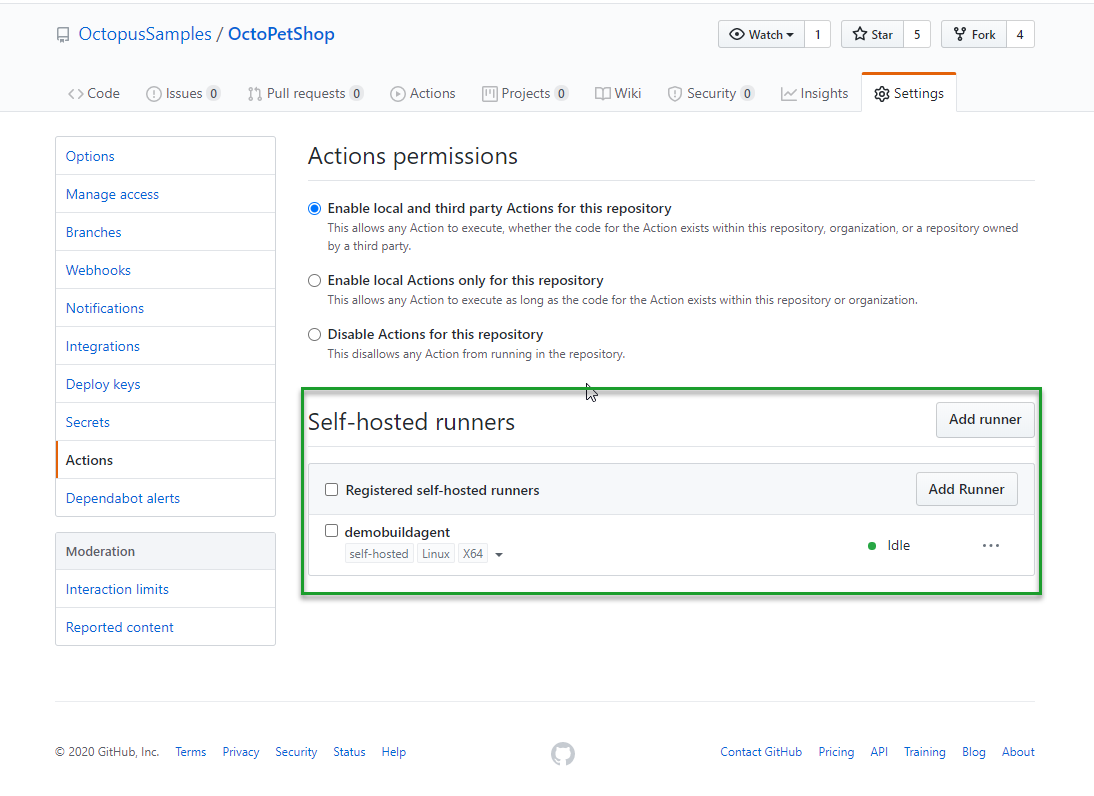 OctopusSamples / OctoPetShop
Watch 1 Star 5 Fork 4
Code Issues 0 Pull requests 0 Actions Projects 0 Wiki Security 0 Insights Settings
Options
Manage access
Branches
Webhooks
Notifications
Integrations
Deploy keys
Secrets
Actions
Dependabot alerts
Moderation
Interaction limits
Reported content
Actions permissions
Enable local and third party Actions for this repository
This allows any Action to execute, whether the code for the Action exists within this repository, organization, or a repository owned
by a third party.
Enable local Actions only for this repository
This allows any Action to execute as long as the code for the Action exists within this repository or organization.
Disable Actions for this repository
This disallows any Action from running in the repository.
Self-hosted runners Add runner
Registered self-hosted runners Add Runner
demobuildagent
self-hosted Linux X64
Idle
© 2020 GitHub, Inc. Terms Privacy Security Status Help Contact GitHub Pricing API Training Blog About